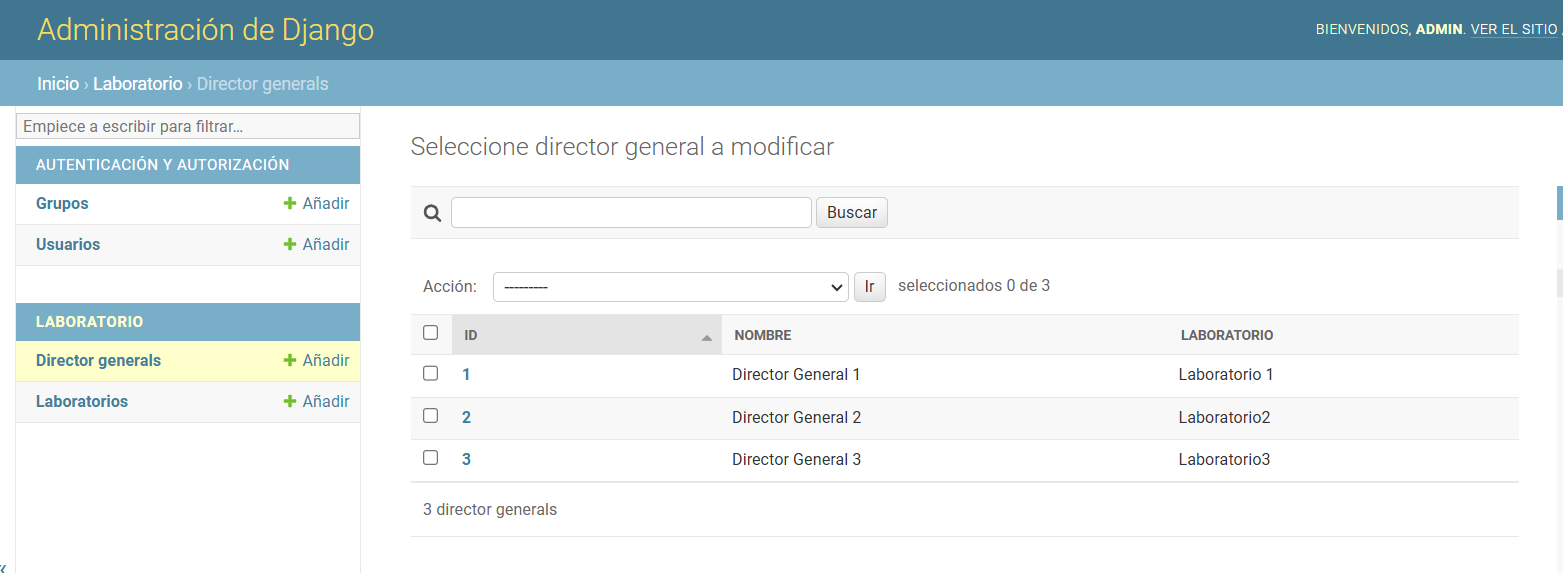 Administración de Django
BIENVENIDOS, ADMIN. VER EL SITIO
Inicio › Laboratorio › Director generals
Empiece a escribir para filtrar...
AUTENTICACIÓN Y AUTORIZACIÓN
Grupos + Añadir
Usuarios + Añadir
LABORATORIO
Director generals + Añadir
Laboratorios + Añadir
«
Seleccione director general a modificar
Buscar
Acción: --------- Ir seleccionados 0 de 3
ID NOMBRE LABORATORIO
1 Director General 1 Laboratorio 1
2 Director General 2 Laboratorio2
3 Director General 3 Laboratorio3
3 director generals